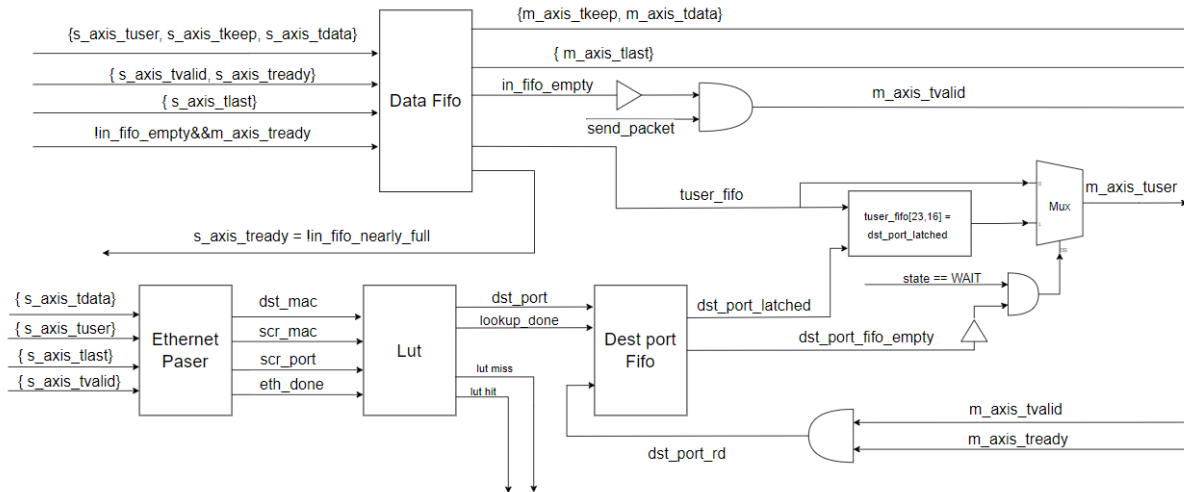 {s_axis_tuser, s_axis_tkeep, s_axis_tdata}
{ s_axis_tvalid, s_axis_tready}
{ s_axis_tlast}
!in_fifo_empty&&m_axis_tready
Data Fifo
{m_axis_tkeep, m_axis_tdata}
{ m_axis_tlast}
in_fifo_empty
send_packet
m_axis_tvalid
tuser_fifo
tuser_fifo[23,16] =
dst_port_latched
0
1
Mux
m_axis_tuser
s_axis_tready = !in_fifo_nearly_full
state == WAIT
{ s_axis_tdata}
{ s_axis_tuser}
{ s_axis_tlast}
{ s_axis_tvalid}
Ethernet
Paser
dst_mac
scr_mac
scr_port
eth_done
Lut
dst_port
lookup_done
lut miss
lut hit
Dest port
Fifo
dst_port_latched
dst_port_fifo_empty
dst_port_rd
m_axis_tvalid
m_axis_tready